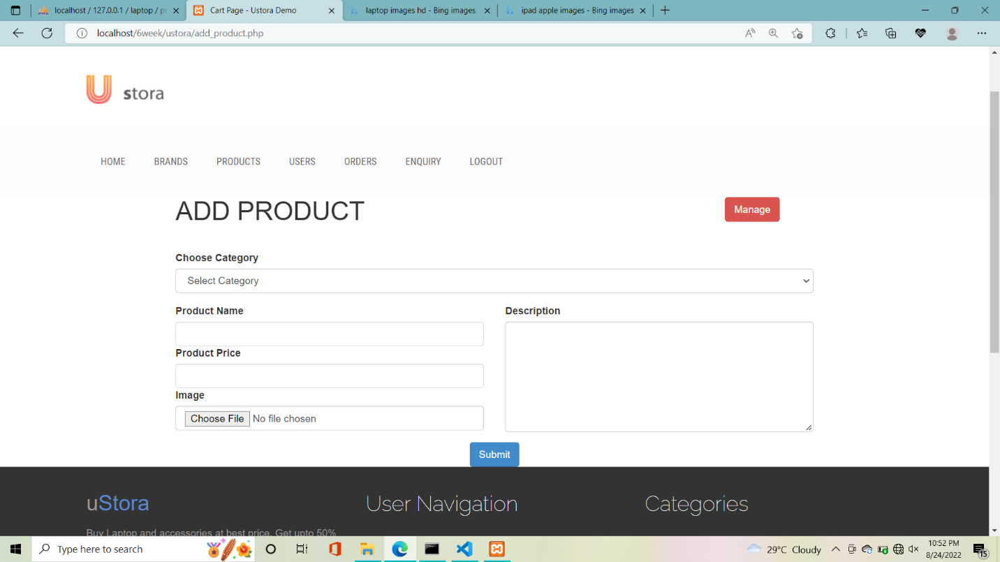 localhost / 127.0.0.1 / laptop / pr
Cart Page - Ustora Demo
laptop images hd - Bing images
ipad apple images - Bing images
localhost/6week/ustora/add_product.php
U stora
HOME BRANDS PRODUCTS USERS ORDERS ENQUIRY LOGOUT
ADD PRODUCT
Manage
Choose Category
Select Category
Product Name
Description
Product Price
Image
Choose File No file chosen
Submit
uStora
User Navigation
Categories
Buy Laptop and accessories at best price. Get upto 50%
Type here to search
29°C Cloudy
10:52 PM
8/24/2022
15